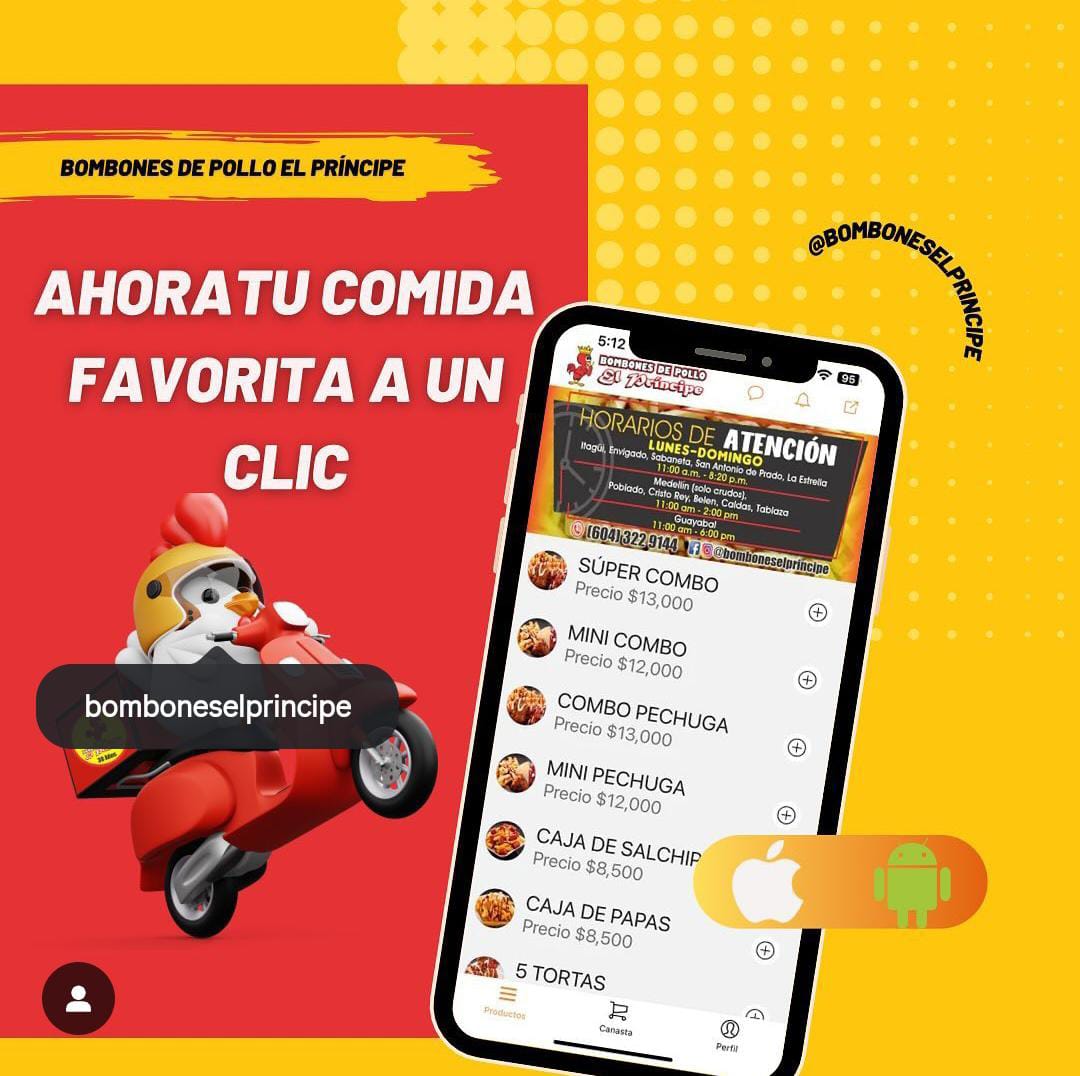 BOMBONES DE POLLO EL PRÍNCIPE
AHORATU COMIDA
FAVORITA A UN
CLIC
@BOMBONESELPRINCIPE
5:12
95
BOMBONES DE POLLO
El Príncipe
HORARIOS DE ATENCIÓN
LUNES-DOMINGO
Itagüi, Envigado, Sabaneta, San Antonio de Prado, La Estrella
11:00 a.m. - 8:20 p.m.
Medellín (solo crudos),
Poblado, Cristo Rey, Belen, Caldas, Tablaza
11:00 am - 2:00 pm
Guayabal
11:00 am - 6:00 pm
(604) 322 9144
@bomboneselprincipe
SÚPER COMBO
Precio $13,000
MINI COMBO
Precio $12,000
COMBO PECHUGA
Precio $13,000
MINI PECHUGA
Precio $12,000
CAJA DE SALCHIP
Precio $8,500
CAJA DE PAPAS
Precio $8,500
5 TORTAS
Productos
Canasta
Perfil
bomboneselprincipe